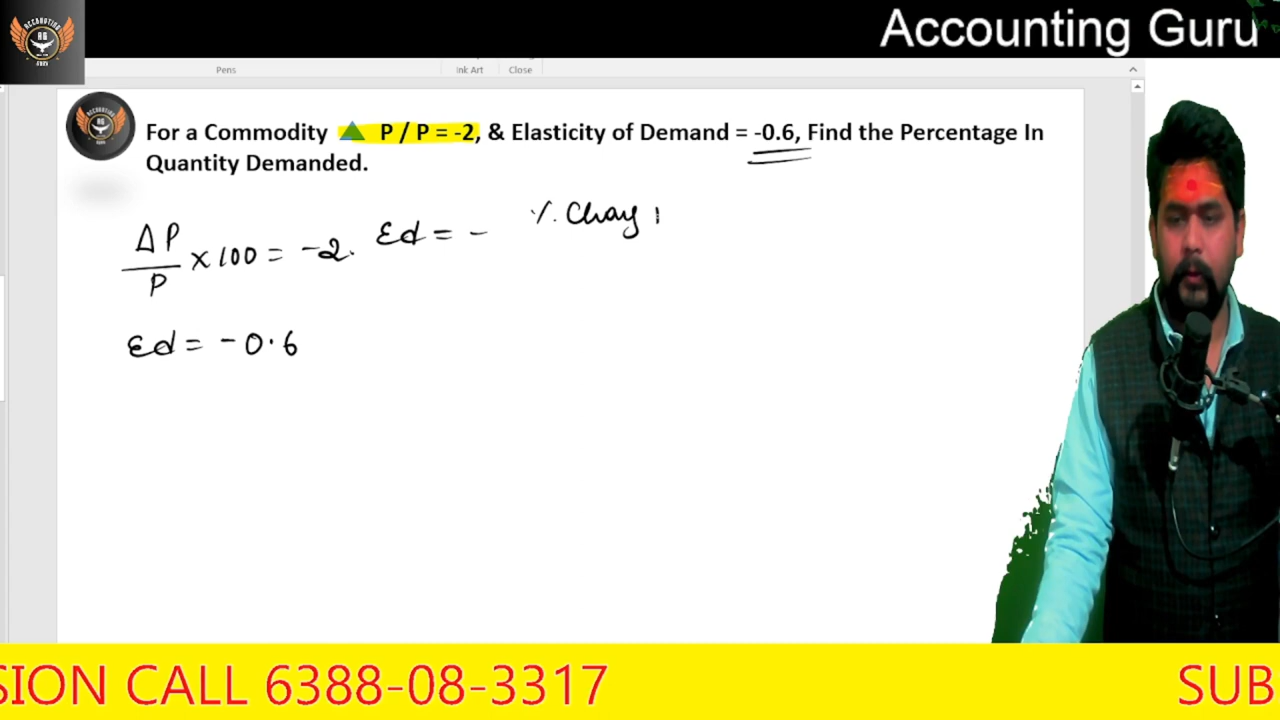 Accounting Guru
Pens
Ink Art
Close
For a Commodity P / P = -2, & Elasticity of Demand = -0.6, Find the Percentage In
Quantity Demanded.
ΔP/P × 100 = -2. Ed = - %. Chang
Ed = -0.6
SION CALL 6388-08-3317
SUB